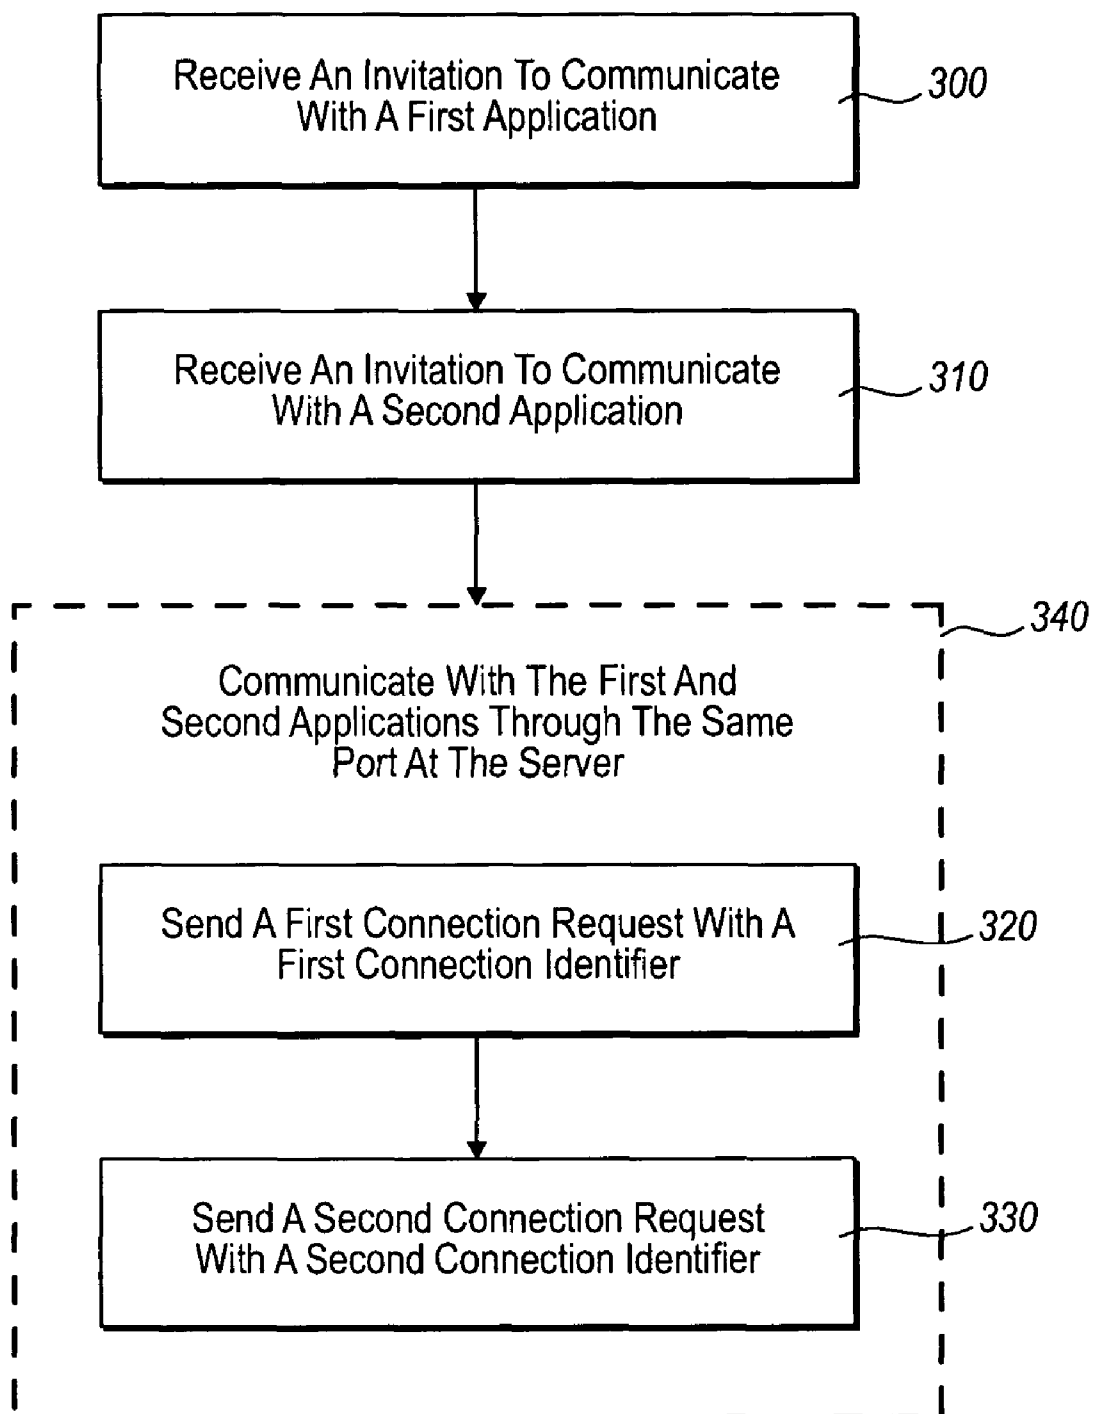 Receive An Invitation To Communicate
With A First Application
300
Receive An Invitation To Communicate
With A Second Application
310
340
Communicate With The First And
Second Applications Through The Same
Port At The Server
Send A First Connection Request With A
First Connection Identifier
320
Send A Second Connection Request
With A Second Connection Identifier
330